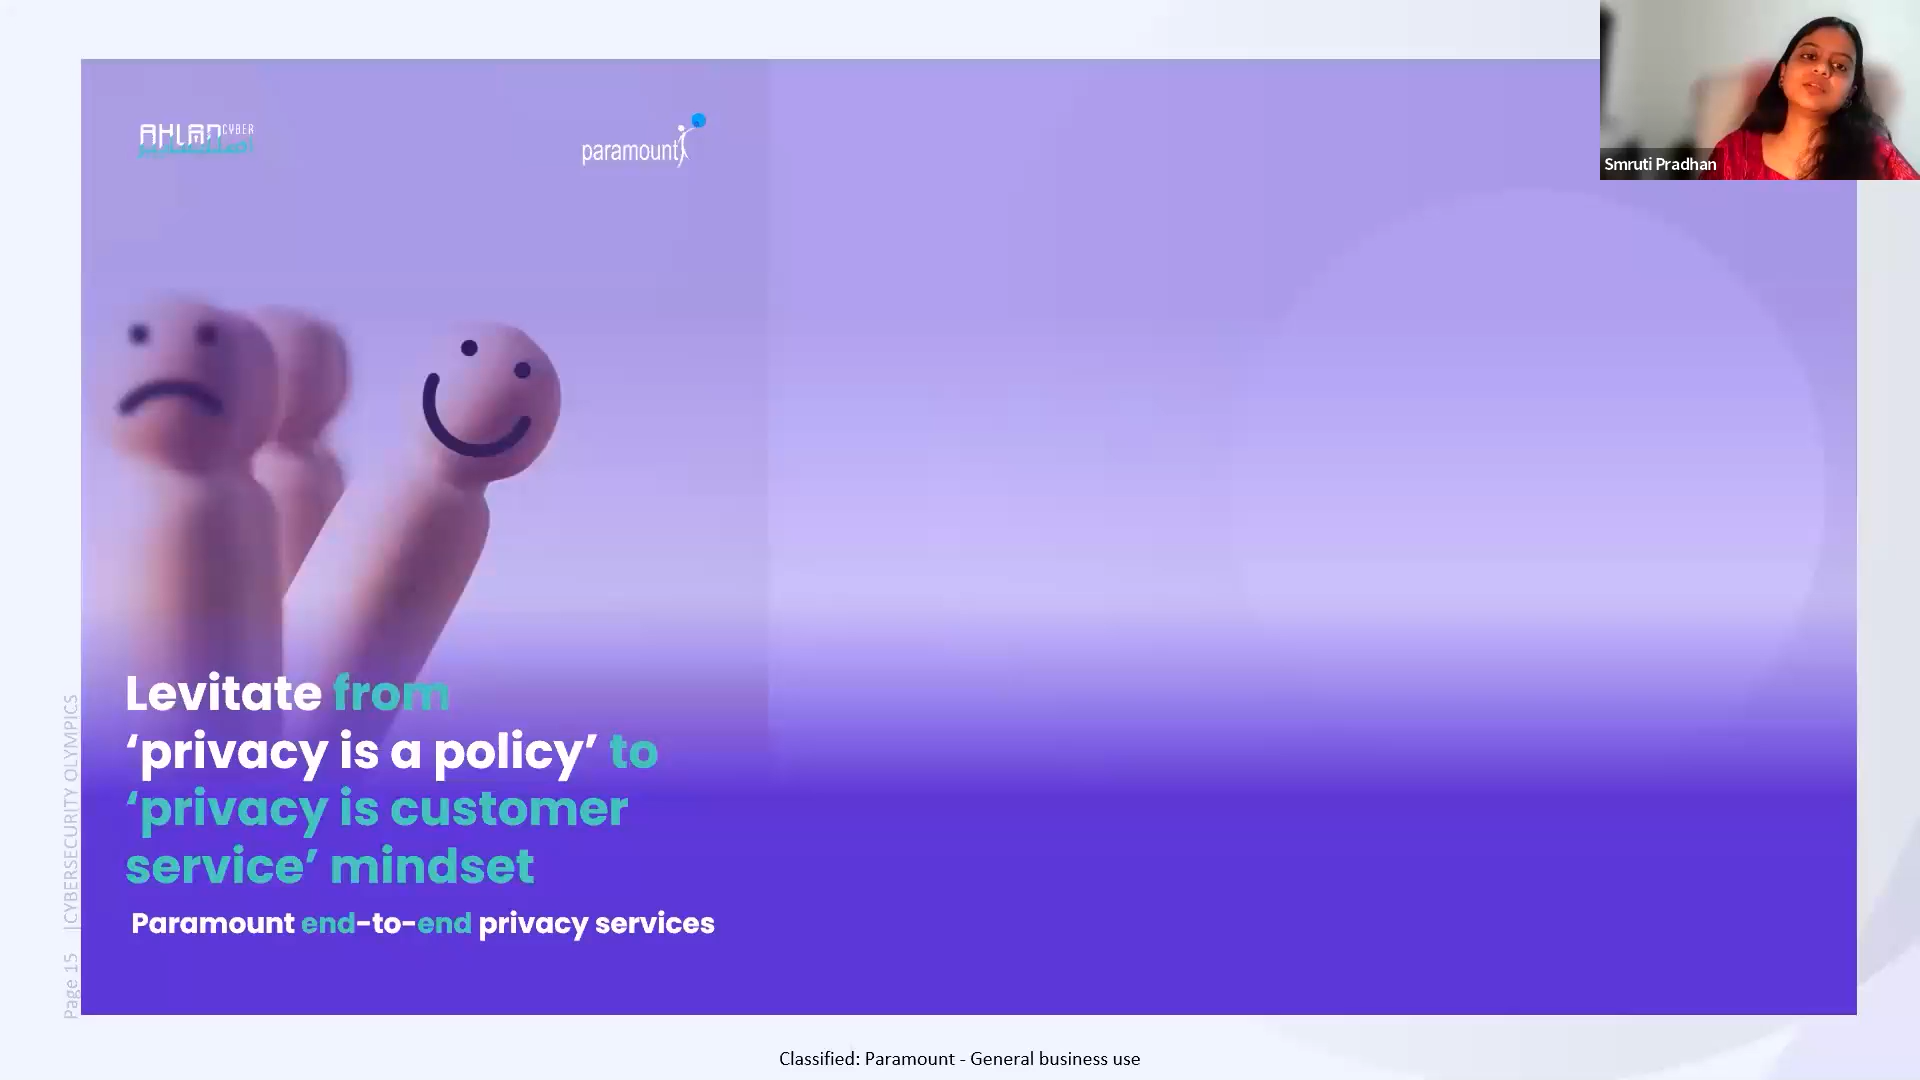 AHLAN CYBER
paramount
Smruti Pradhan
Levitate from
‘privacy is a policy’ to
‘privacy is customer
service’ mindset
Paramount end-to-end privacy services
Page 15 |CYBERSECURITY OLYMPICS
Classified: Paramount - General business use